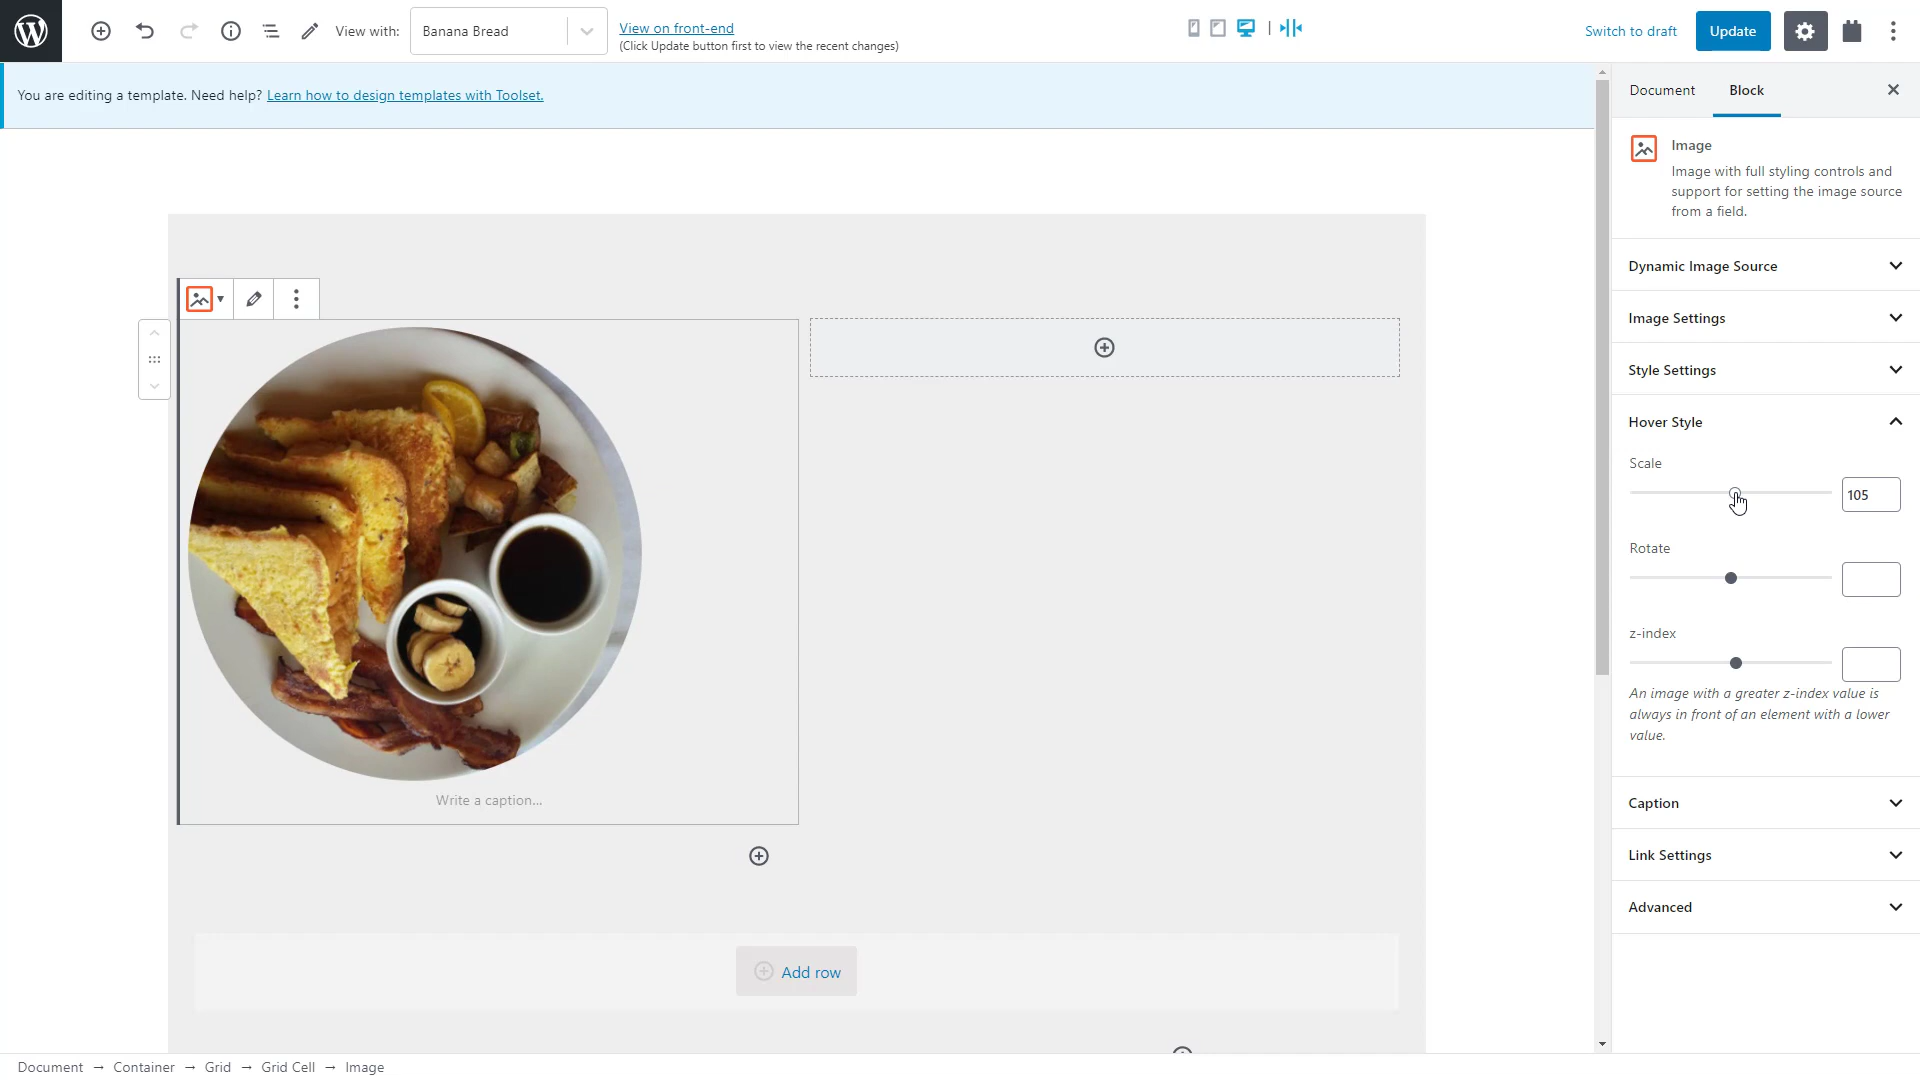 View with:
Banana Bread
View on front-end
(Click Update button first to view the recent changes)
Switch to draft
Update
You are editing a template. Need help? Learn how to design templates with Toolset.
Write a caption...
Add row
Document
Block
Image
Image with full styling controls and
support for setting the image source
from a field.
Dynamic Image Source
Image Settings
Style Settings
Hover Style
Scale
105
Rotate
z-index
An image with a greater z-index value is
always in front of an element with a lower
value.
Caption
Link Settings
Advanced
Document → Container → Grid → Grid Cell → Image